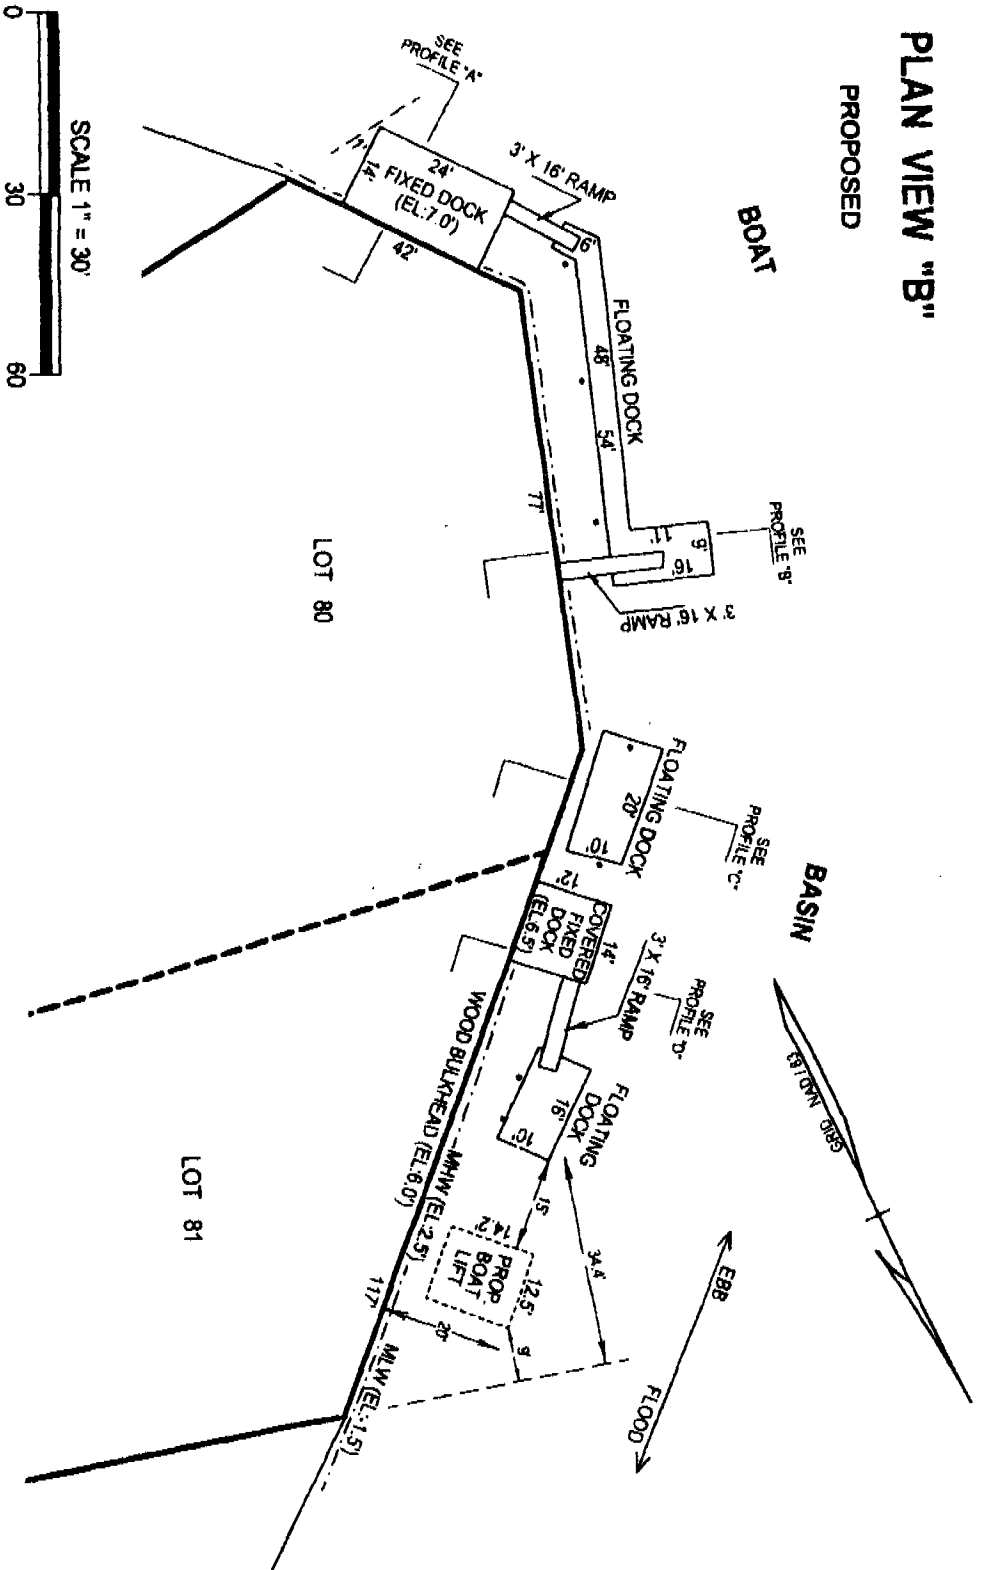 PLAN VIEW "B"
PROPOSED
BOAT
BASIN
SEE
PROFILE "A"
11'
14'
24'
FIXED DOCK
(EL:7.0')
42'
3' X 16' RAMP
6'
FLOATING DOCK
48'
54'
77'
11'
9'
16'
SEE
PROFILE "B"
3' X 16' RAMP
LOT 80
FLOATING DOCK
20'
10'
SEE
PROFILE "C"
12'
COVERED
FIXED
DOCK
(EL:6.5')
14'
3' X 16' RAMP
SEE
PROFILE "D"
FLOATING
DOCK
16'
10'
WOOD BULKHEAD (EL:6.0')
MHW (EL:2.5')
MLW (EL:-1.5')
117'
15'
34.4'
14.2'
12.5'
PROP
BOAT
LIFT
20'
9'
LOT 81
GRID NAD 183
EBB
FLOOD
SCALE 1" = 30'
0
30
60